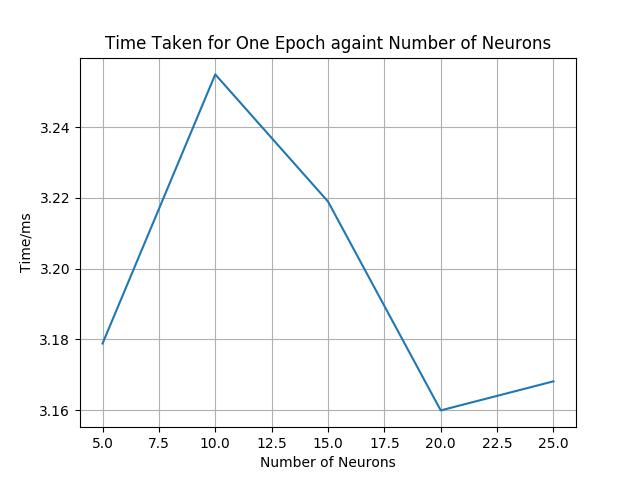 Time Taken for One Epoch againt Number of Neurons
3.24
3.22
3.20
3.18
3.16
Time/ms
5.0 7.5 10.0 12.5 15.0 17.5 20.0 22.5 25.0
Number of Neurons